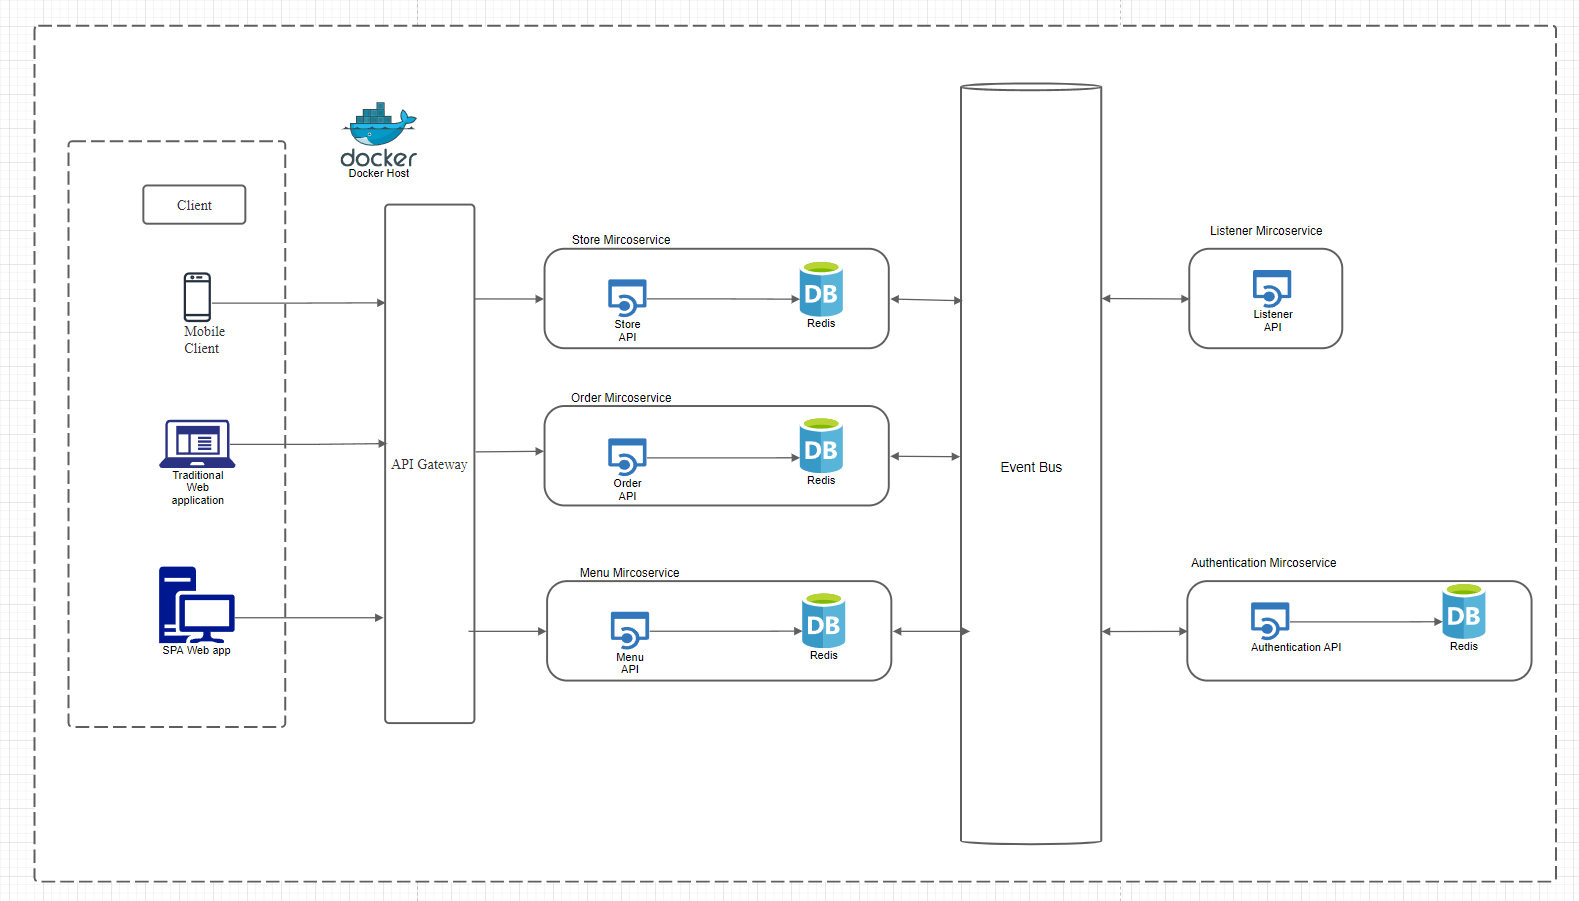 docker
Docker Host
Client
Mobile
Client
Traditional
Web
application
SPA Web app
API Gateway
Store Mircoservice
Store
API
DB
Redis
Order Mircoservice
Order
API
DB
Redis
Menu Mircoservice
Menu
API
DB
Redis
Event Bus
Listener Mircoservice
Listener
API
Authentication Mircoservice
Authentication API
DB
Redis